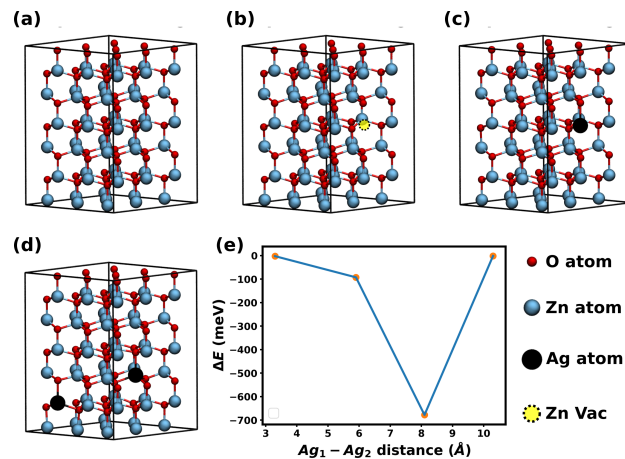 (a) (b) (c)
(d) (e)
0
−100
−200
−300
−400
−500
−600
−700
ΔE (meV)
3 4 5 6 7 8 9 10
Ag₁ − Ag₂ distance (Å)
O atom
Zn atom
Ag atom
Zn Vac